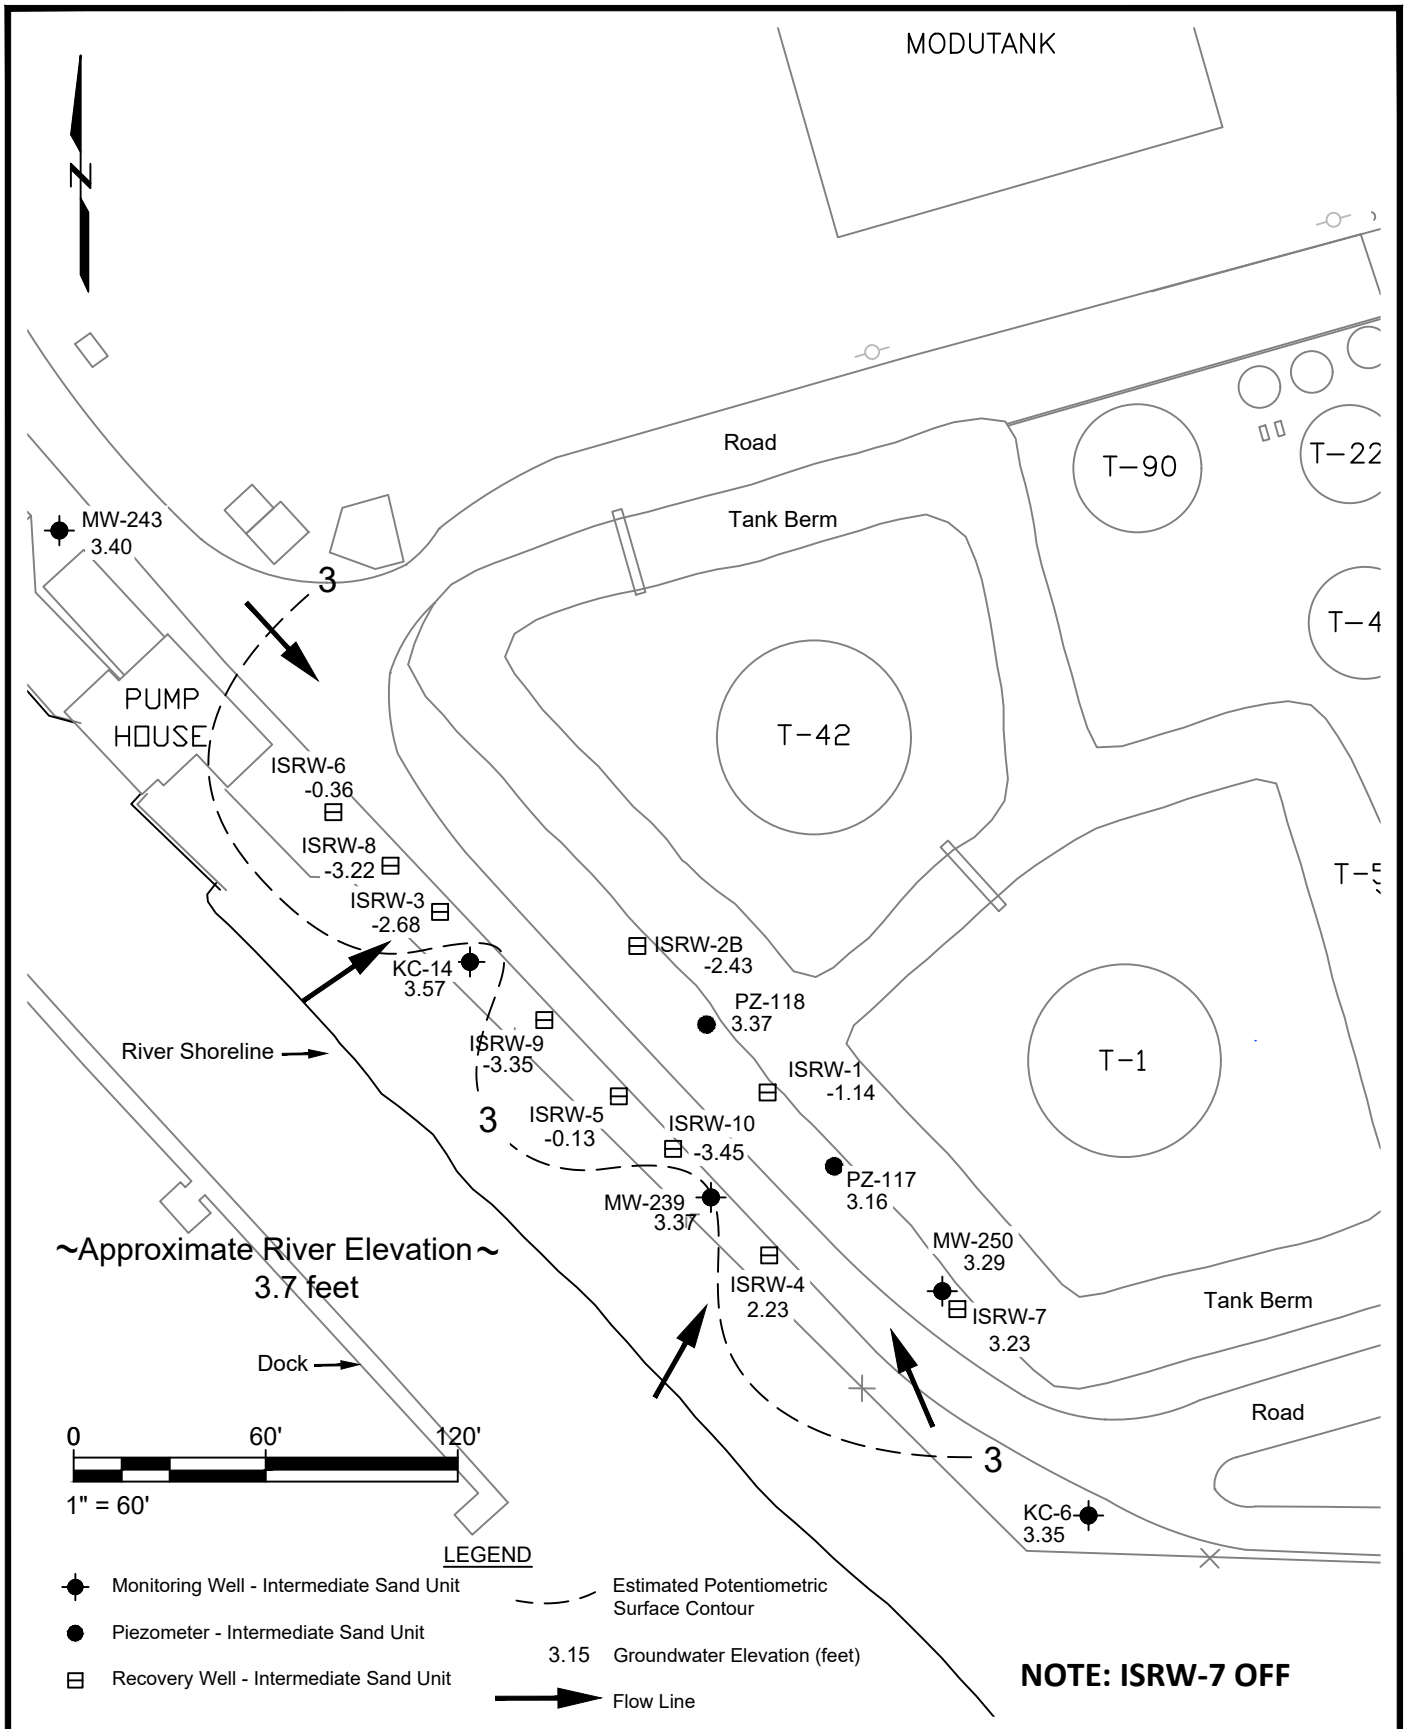 MODUTANK
N
Road
T-90
T-22
Tank Berm
MW-243
3.40
3
T-4
PUMP
HOUSE
T-42
ISRW-6
-0.36
ISRW-8
-3.22
T-5
ISRW-3
-2.68
ISRW-2B
-2.43
KC-14
3.57
PZ-118
3.37
ISRW-9
-3.35
River Shoreline
T-1
ISRW-1
-1.14
3
ISRW-5
-0.13
ISRW-10
-3.45
PZ-117
3.16
MW-239
3.37
~Approximate River Elevation~
3.7 feet
MW-250
3.29
ISRW-4
2.23
Tank Berm
ISRW-7
3.23
Dock
Road
0 60' 120'
3
1" = 60'
KC-6
3.35
LEGEND
Monitoring Well - Intermediate Sand Unit
Piezometer - Intermediate Sand Unit
Recovery Well - Intermediate Sand Unit
Estimated Potentiometric
Surface Contour
3.15 Groundwater Elevation (feet)
Flow Line
NOTE: ISRW-7 OFF